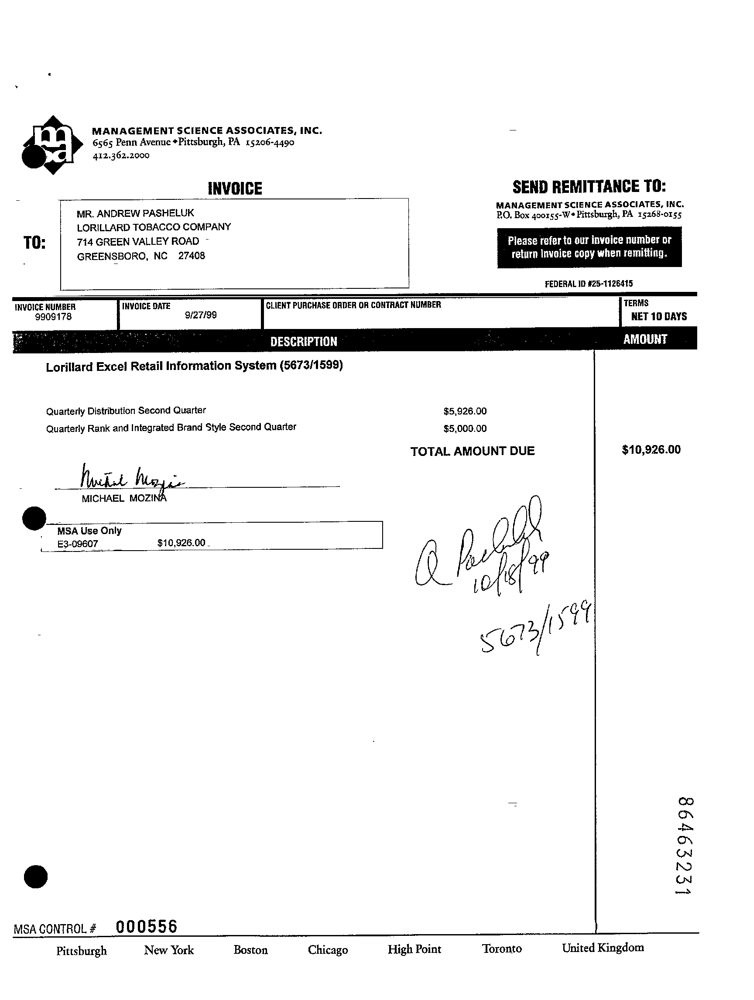 msa
MANAGEMENT SCIENCE ASSOCIATES, INC.
6565 Penn Avenue ◆ Pittsburgh, PA 15206-4490
412.362.2000
INVOICE
SEND REMITTANCE TO:
MANAGEMENT SCIENCE ASSOCIATES, INC.
P.O. Box 400155-W ◆ Pittsburgh, PA 15268-0155
TO:
MR. ANDREW PASHELUK
LORILLARD TOBACCO COMPANY
714 GREEN VALLEY ROAD
GREENSBORO, NC 27408
Please refer to our invoice number or
return invoice copy when remitting.
FEDERAL ID #25-1126415
INVOICE NUMBER
9909178
INVOICE DATE
9/27/99
CLIENT PURCHASE ORDER OR CONTRACT NUMBER
TERMS
NET 10 DAYS
DESCRIPTION
AMOUNT
Lorillard Excel Retail Information System (5673/1599)
Quarterly Distribution Second Quarter $5,926.00
Quarterly Rank and Integrated Brand Style Second Quarter $5,000.00
TOTAL AMOUNT DUE $10,926.00
Michael Mozina
MICHAEL MOZINA
MSA Use Only
E3-09607 $10,926.00
10/18/99
5673/1599
86463231
MSA CONTROL # 000556
Pittsburgh New York Boston Chicago High Point Toronto United Kingdom